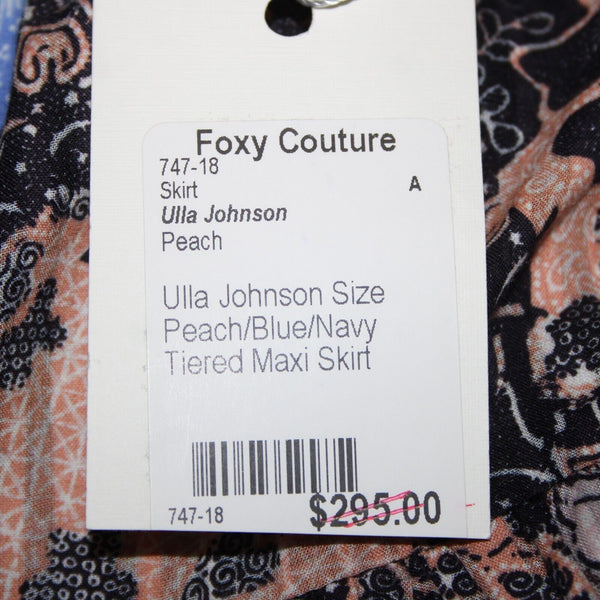 Foxy Couture
747-18
Skirt A
Ulla Johnson
Peach
Ulla Johnson Size
Peach/Blue/Navy
Tiered Maxi Skirt
747-18 $295.00